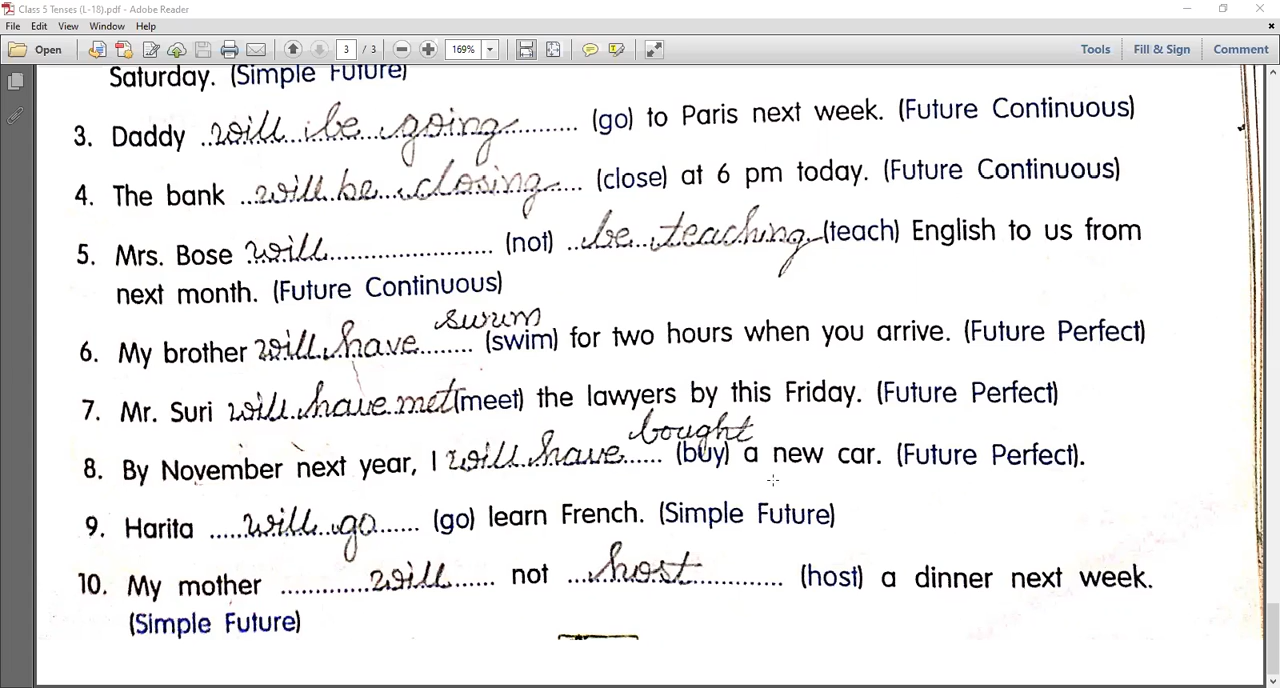 Class 5 Tenses (L-18).pdf - Adobe Reader
File Edit View Window Help
Open 3 / 3 169% Tools Fill & Sign Comment
Saturday. (Simple Future)
3. Daddy will be going (go) to Paris next week. (Future Continuous)
4. The bank will be closing (close) at 6 pm today. (Future Continuous)
5. Mrs. Bose will (not) be teaching (teach) English to us from
next month. (Future Continuous)
6. My brother will have swum (swim) for two hours when you arrive. (Future Perfect)
7. Mr. Suri will have met (meet) the lawyers by this Friday. (Future Perfect)
8. By November next year, I will have bought (buy) a new car. (Future Perfect).
9. Harita will go (go) learn French. (Simple Future)
10. My mother will not host (host) a dinner next week.
(Simple Future)